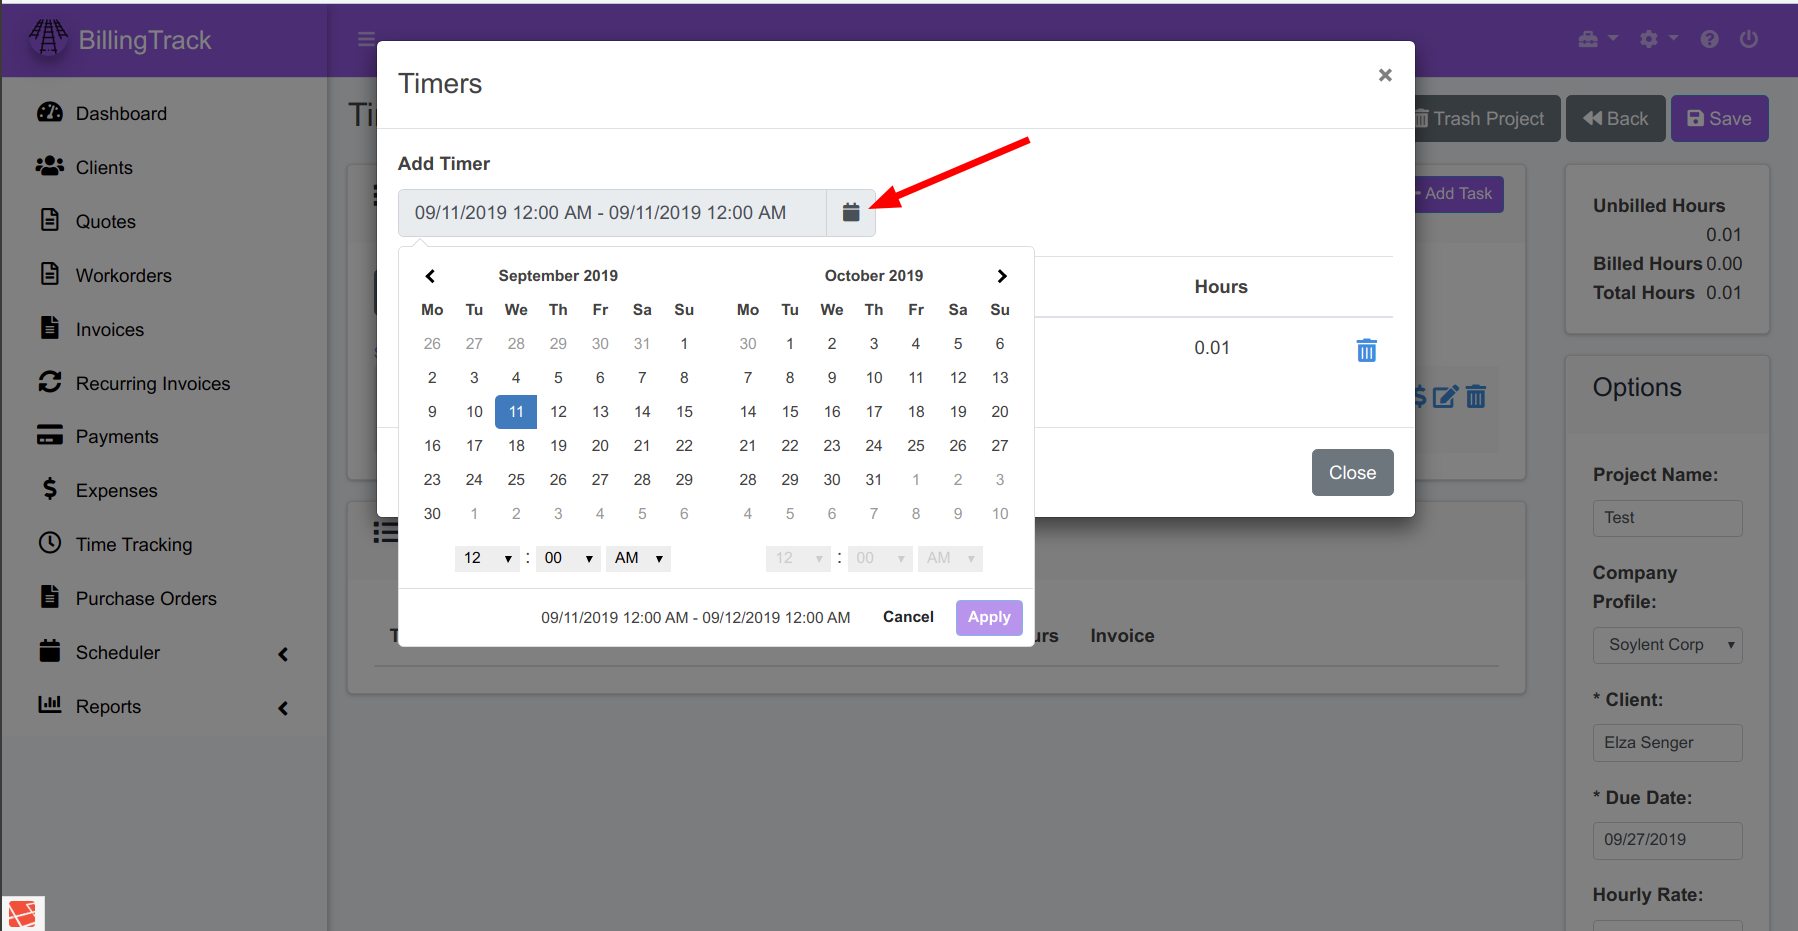 BillingTrack
Dashboard
Clients
Quotes
Workorders
Invoices
Recurring Invoices
Payments
Expenses
Time Tracking
Purchase Orders
Scheduler
Reports
Ti
Trash Project
Back
Save
Timers
×
Add Timer
09/11/2019 12:00 AM - 09/11/2019 12:00 AM
September 2019
Mo Tu We Th Fr Sa Su
26 27 28 29 30 31 1
2 3 4 5 6 7 8
9 10 11 12 13 14 15
16 17 18 19 20 21 22
23 24 25 26 27 28 29
30 1 2 3 4 5 6
12 : 00 AM
October 2019
Mo Tu We Th Fr Sa Su
30 1 2 3 4 5 6
7 8 9 10 11 12 13
14 15 16 17 18 19 20
21 22 23 24 25 26 27
28 29 30 31 1 2 3
4 5 6 7 8 9 10
12 : 00 AM
09/11/2019 12:00 AM - 09/12/2019 12:00 AM
Cancel
Apply
Hours
0.01
Close
Add Task
T
urs
Invoice
Unbilled Hours
0.01
Billed Hours 0.00
Total Hours 0.01
Options
Project Name:
Test
Company
Profile:
Soylent Corp
* Client:
Elza Senger
* Due Date:
09/27/2019
Hourly Rate: